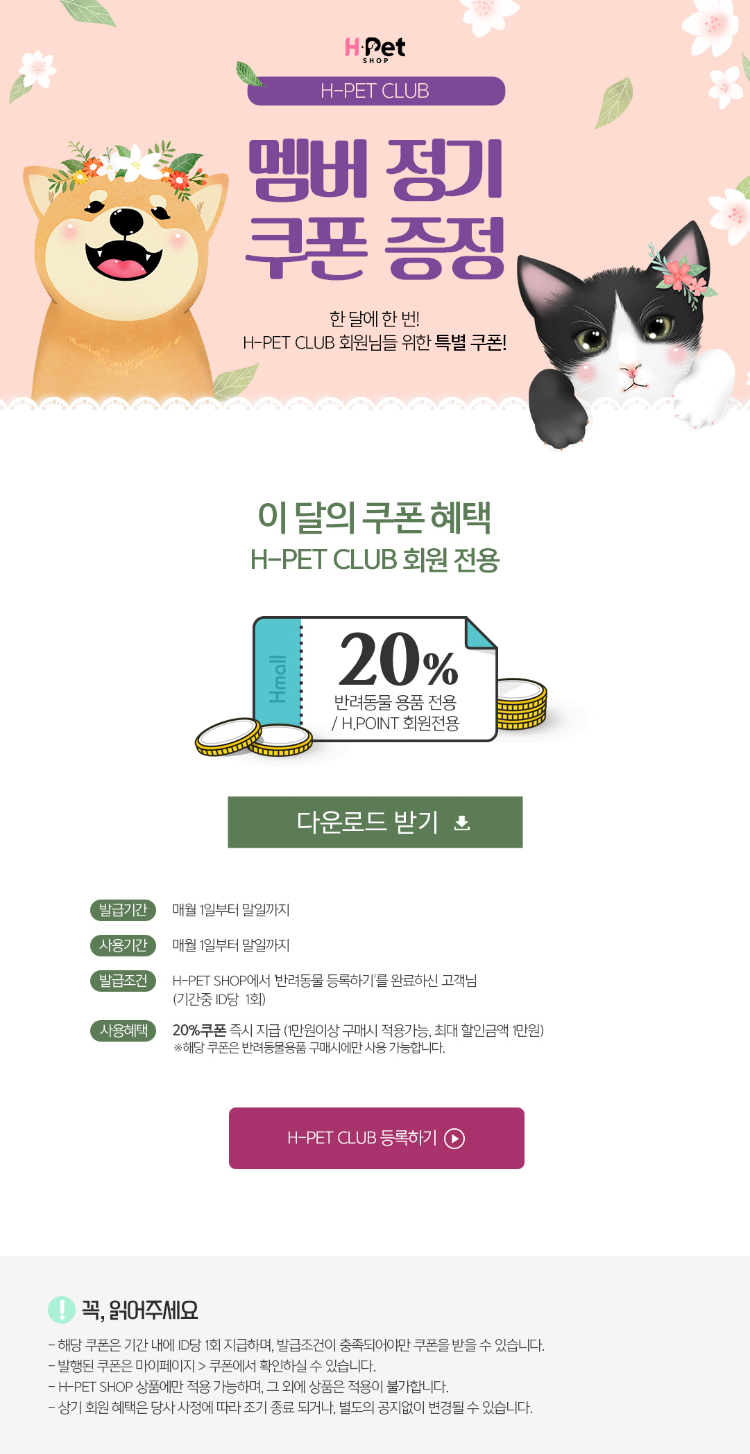 H·Pet
SHOP
H-PET CLUB
멤버 정기
쿠폰 증정
한 달에 한 번!
H-PET CLUB 회원님들 위한 특별 쿠폰!
이 달의 쿠폰 혜택
H-PET CLUB 회원 전용
Hmall
20%
반려동물 용품 전용
/ H.POINT 회원전용
다운로드 받기
발급기간 매월 1일부터 말일까지
사용기간 매월 1일부터 말일까지
발급조건 H-PET SHOP에서 '반려동물 등록하기'를 완료하신 고객님
(기간중 ID당 1회)
사용혜택 20%쿠폰 즉시 지급 (1만원이상 구매시 적용가능, 최대 할인금액 1만원)
※해당 쿠폰은 반려동물용품 구매시에만 사용 가능합니다.
H-PET CLUB 등록하기
꼭, 읽어주세요
- 해당 쿠폰은 기간 내에 ID당 1회 지급하며, 발급조건이 충족되어야만 쿠폰을 받을 수 있습니다.
- 발행된 쿠폰은 마이페이지 > 쿠폰에서 확인하실 수 있습니다.
- H-PET SHOP 상품에만 적용 가능하며, 그 외에 상품은 적용이 불가합니다.
- 상기 회원 혜택은 당사 사정에 따라 조기 종료 되거나, 별도의 공지없이 변경될 수 있습니다.